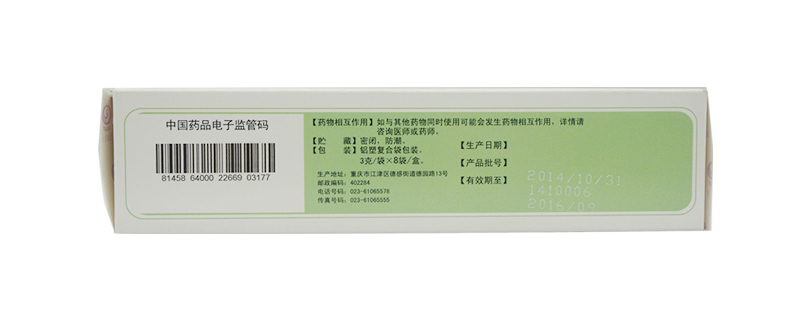 中国药品电子监管码
81458 64000 22669 03177
【药物相互作用】如与其他药物同时使用可能会发生药物相互作用，详情请
咨询医师或药师。
【贮　　藏】密闭，防潮。
【包　　装】铝塑复合袋包装。
3克/袋×8袋/盒。
生产地址：重庆市江津区德感街道德园路13号
邮政编码：402284
电话号码：023-61065578
传真号码：023-61065555
【生产日期】
【产品批号】
【有效期至】
2014/10/31
1410006
2016/09